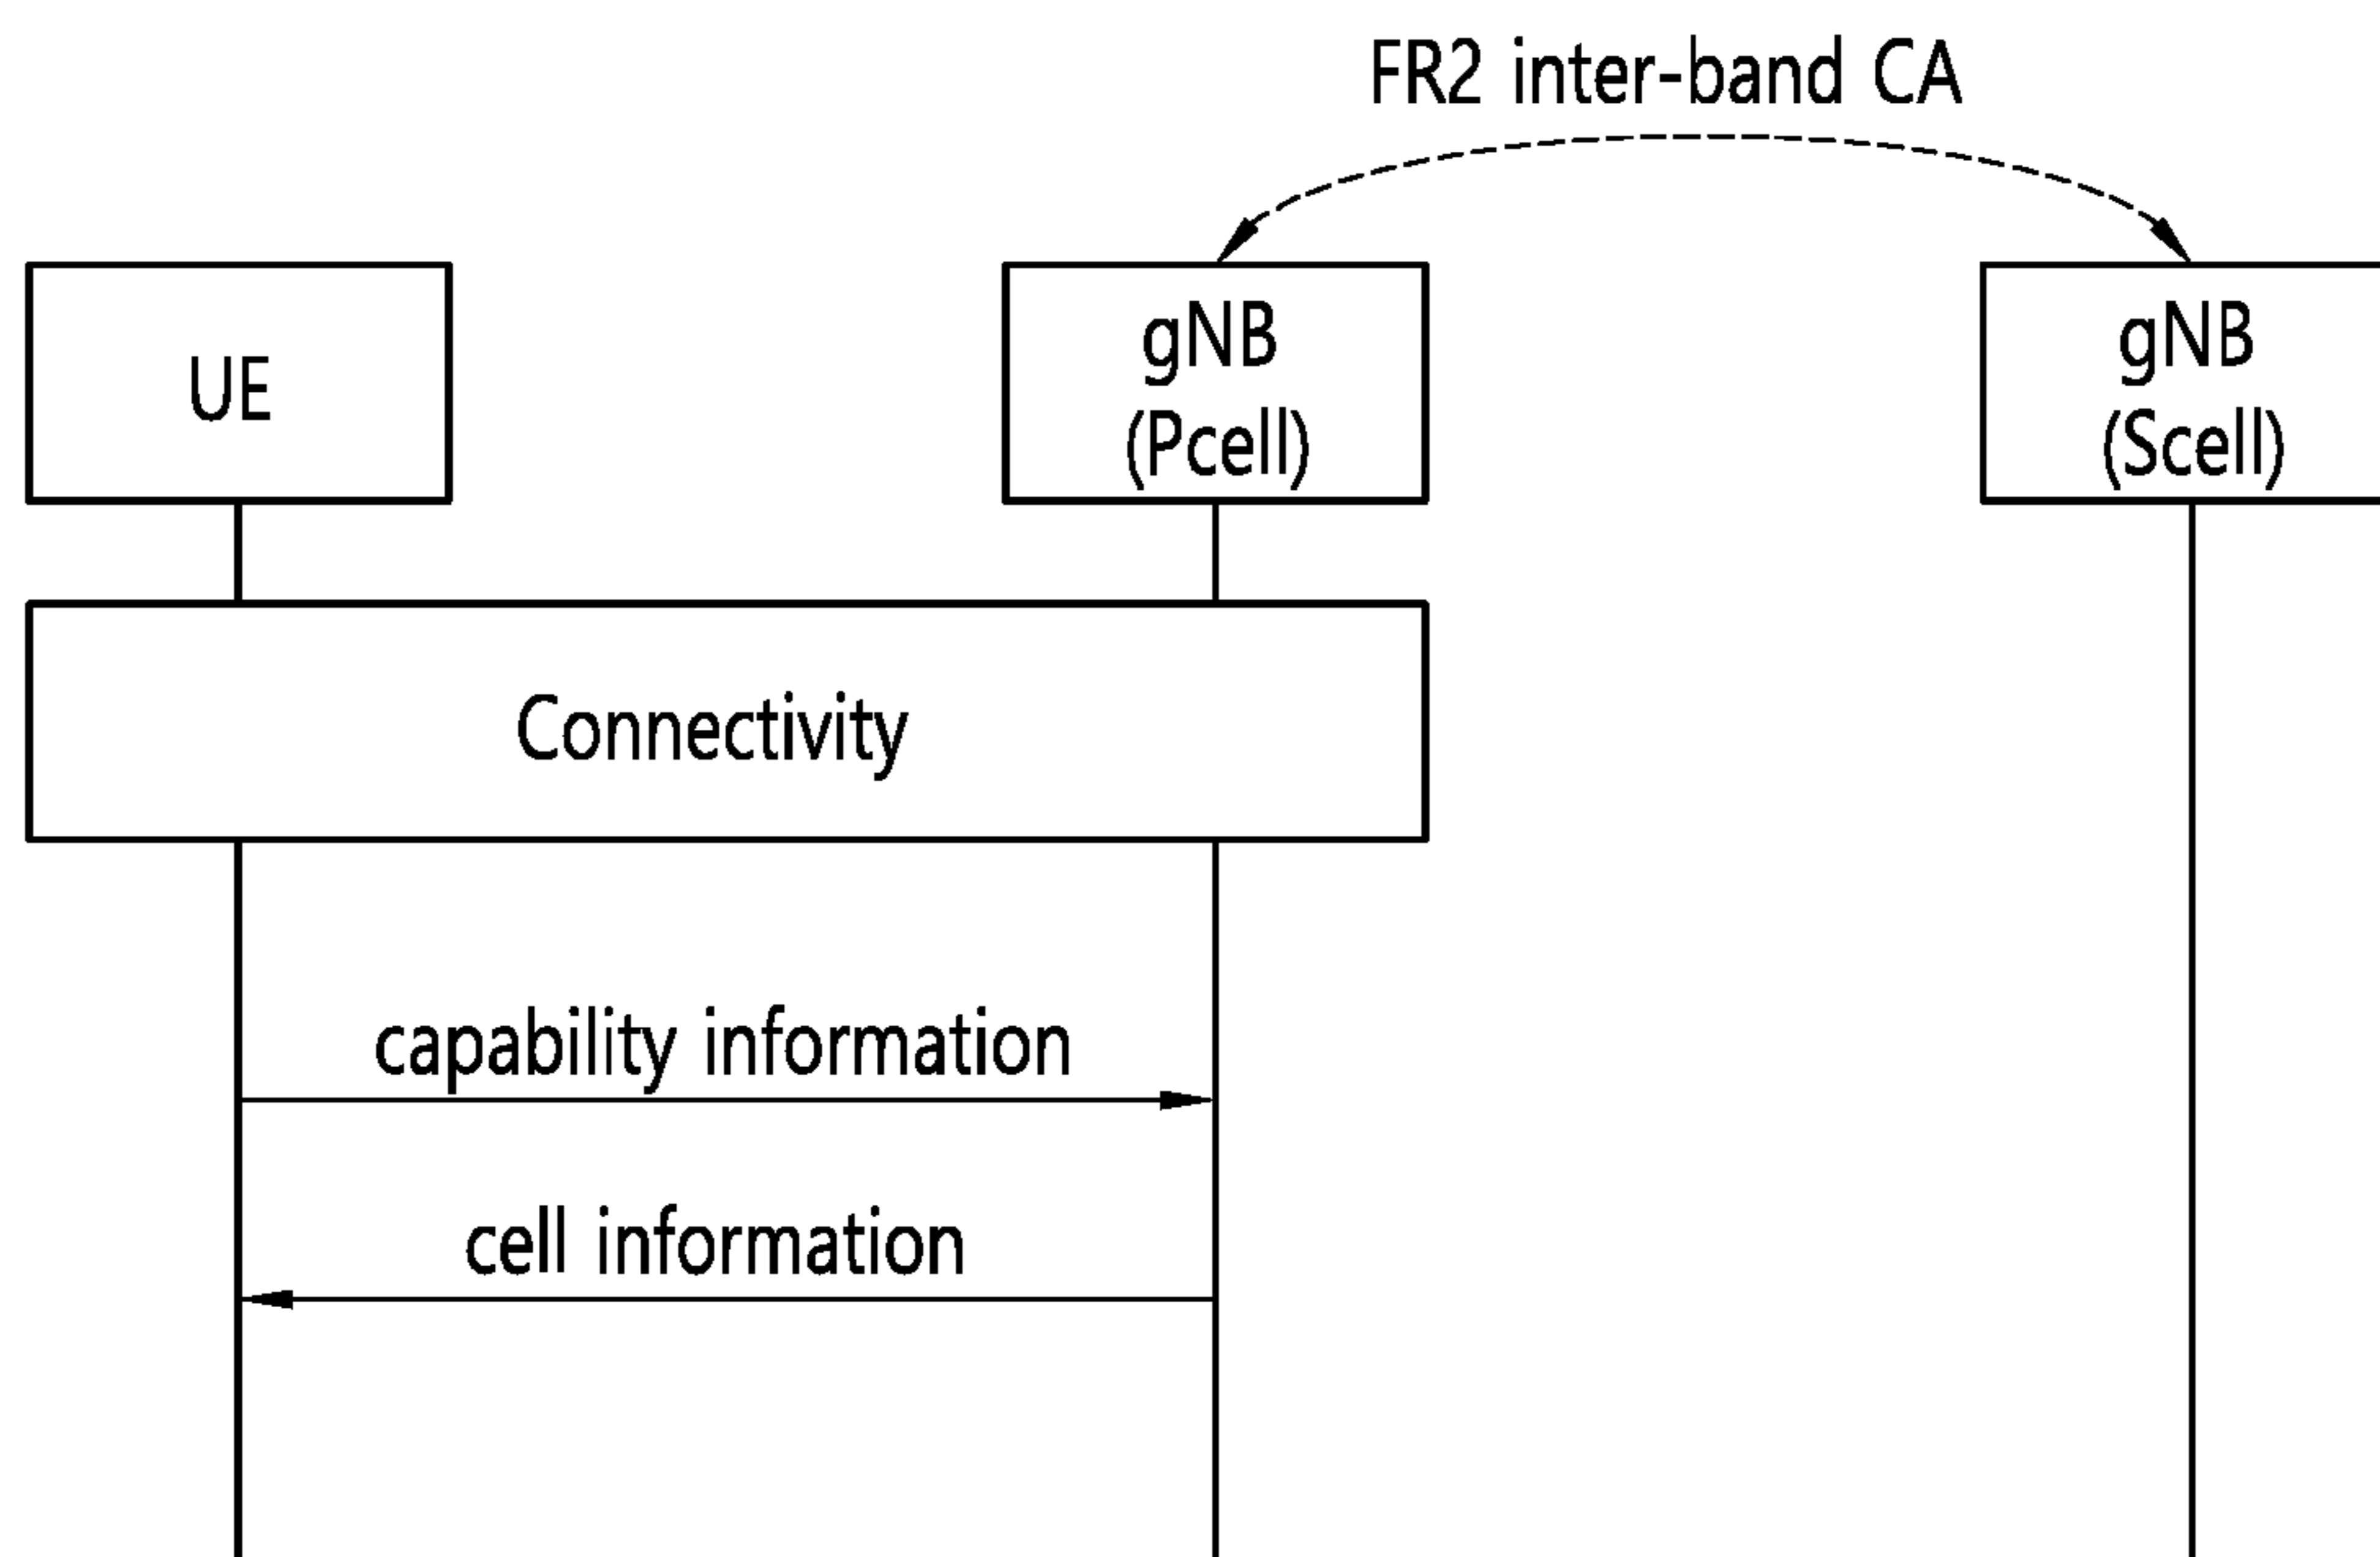 FR2 inter-band CA
UE
gNB
(Pcell)
gNB
(Scell)
Connectivity
capability information
cell information